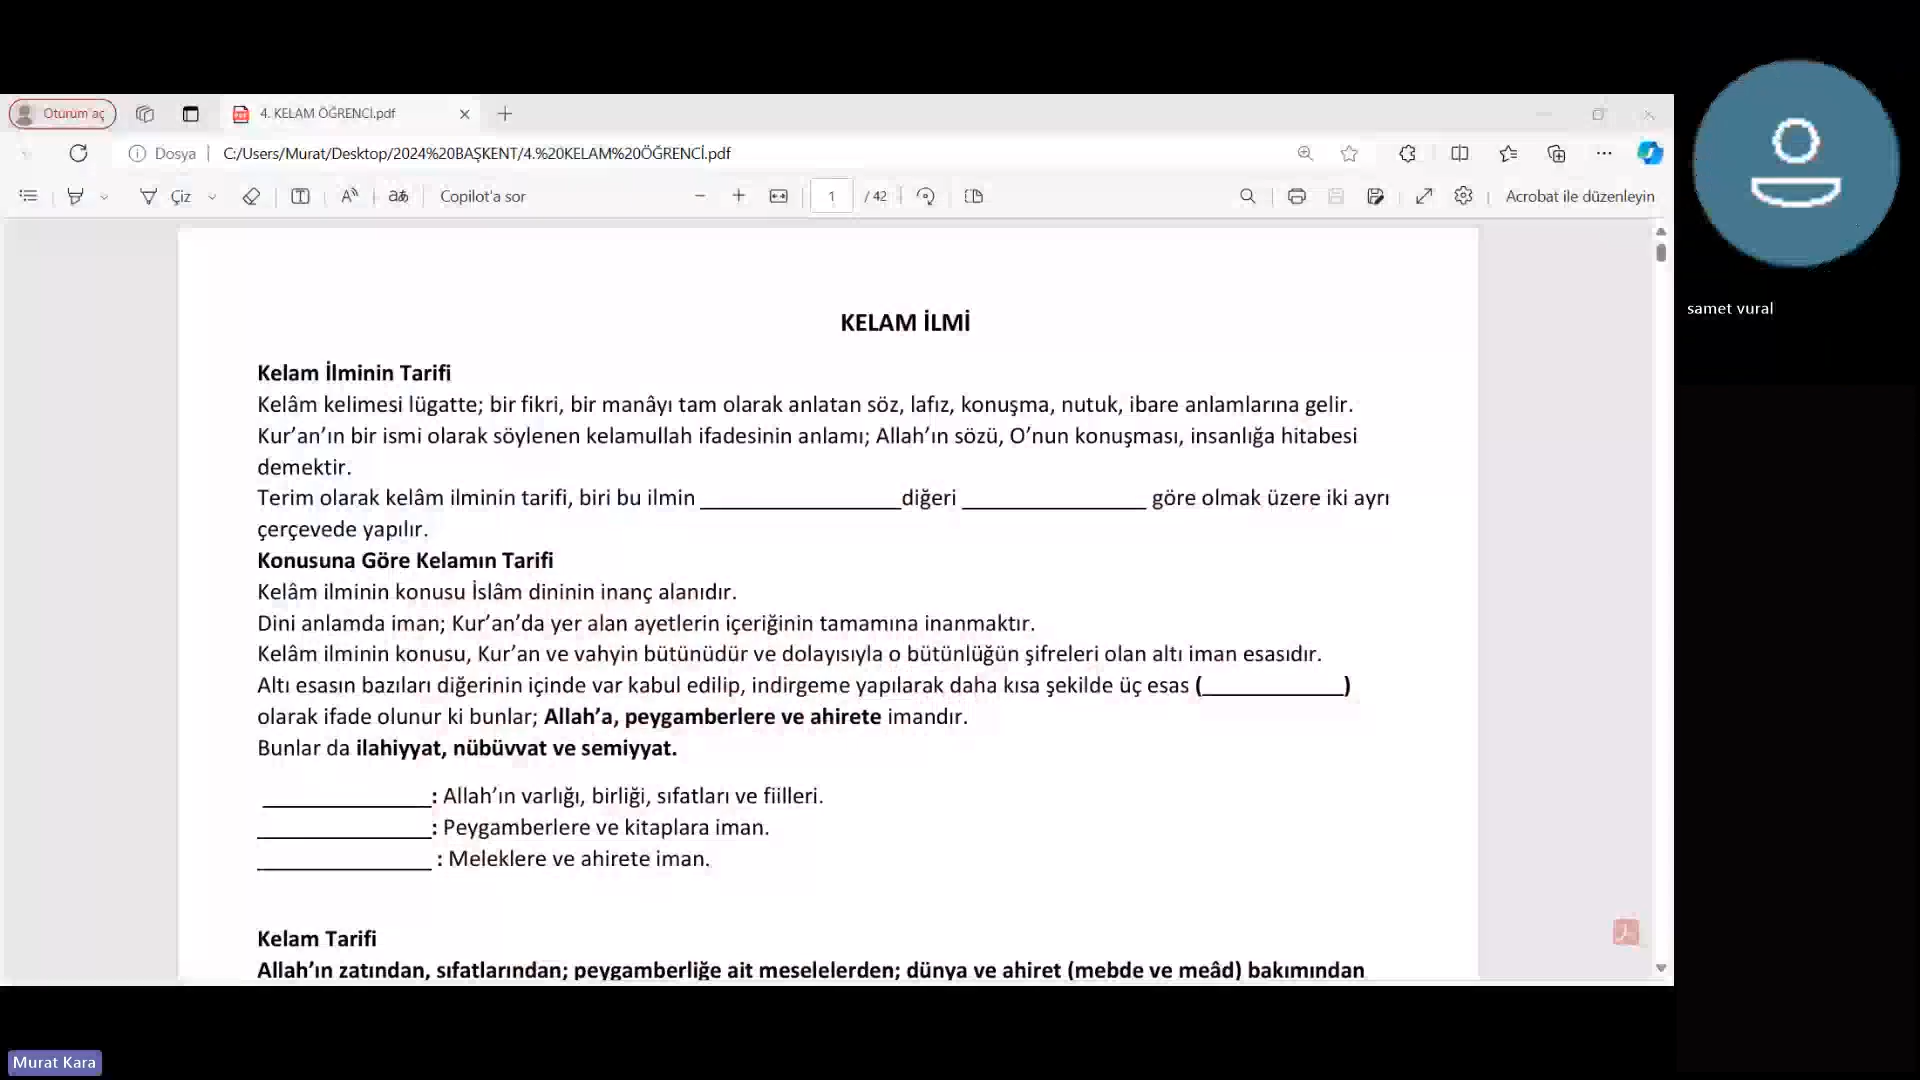 Oturum aç
4. KELAM ÖĞRENCİ.pdf
Dosya
C:/Users/Murat/Desktop/2024%20BAŞKENT/4.%20KELAM%20ÖĞRENCİ.pdf
Çiz
aあ
Copilot'a sor
1 / 42
Acrobat ile düzenleyin
KELAM İLMİ
Kelam İlminin Tarifi
Kelâm kelimesi lügatte; bir fikri, bir manâyı tam olarak anlatan söz, lafız, konuşma, nutuk, ibare anlamlarına gelir.
Kur’an’ın bir ismi olarak söylenen kelamullah ifadesinin anlamı; Allah’ın sözü, O’nun konuşması, insanlığa hitabesi
demektir.
Terim olarak kelâm ilminin tarifi, biri bu ilmin _________________diğeri ________________ göre olmak üzere iki ayrı
çerçevede yapılır.
Konusuna Göre Kelamın Tarifi
Kelâm ilminin konusu İslâm dininin inanç alanıdır.
Dini anlamda iman; Kur’an’da yer alan ayetlerin içeriğinin tamamına inanmaktır.
Kelâm ilminin konusu, Kur’an ve vahyin bütünüdür ve dolayısıyla o bütünlüğün şifreleri olan altı iman esasıdır.
Altı esasın bazıları diğerinin içinde var kabul edilip, indirgeme yapılarak daha kısa şekilde üç esas (____________)
olarak ifade olunur ki bunlar; Allah’a, peygamberlere ve ahirete imandır.
Bunlar da ilahiyyat, nübüvvat ve semiyyat.
______________: Allah’ın varlığı, birliği, sıfatları ve fiilleri.
______________: Peygamberlere ve kitaplara iman.
______________ : Meleklere ve ahirete iman.
Kelam Tarifi
Allah’ın zatından, sıfatlarından; peygamberliğe ait meselelerden; dünya ve ahiret (mebde ve meâd) bakımından
samet vural
Murat Kara